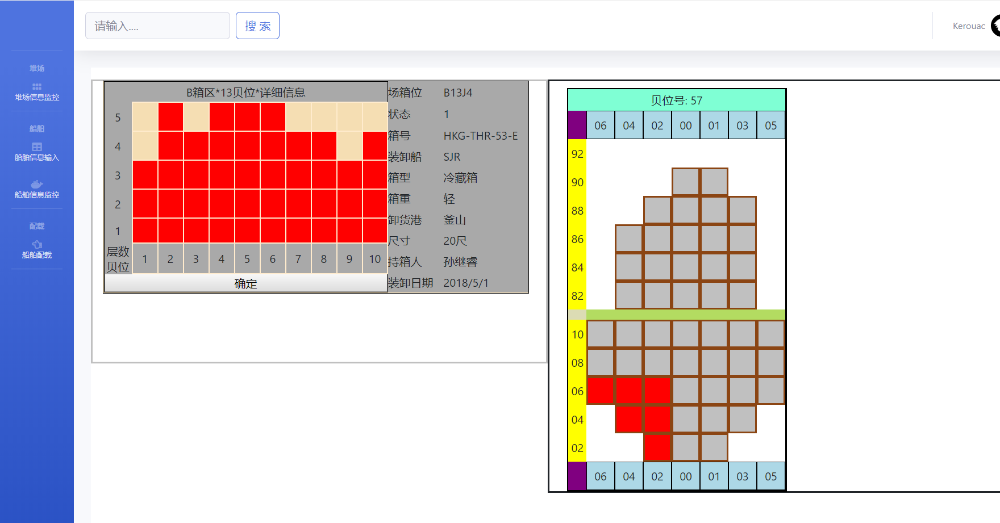 请输入....
搜 索
Kerouac
堆场
堆场信息监控
船舶
船舶信息输入
船舶信息监控
配载
船舶配载
B箱区*13贝位*详细信息
5
4
3
2
1
层数
贝位
1 2 3 4 5 6 7 8 9 10
确定
场箱位 B13J4
状态 1
箱号 HKG-THR-53-E
装卸船 SJR
箱型 冷藏箱
箱重 轻
卸货港 釜山
尺寸 20尺
持箱人 孙继睿
装卸日期 2018/5/1
贝位号: 57
06 04 02 00 01 03 05
92
90
88
86
84
82
10
08
06
04
02
06 04 02 00 01 03 05